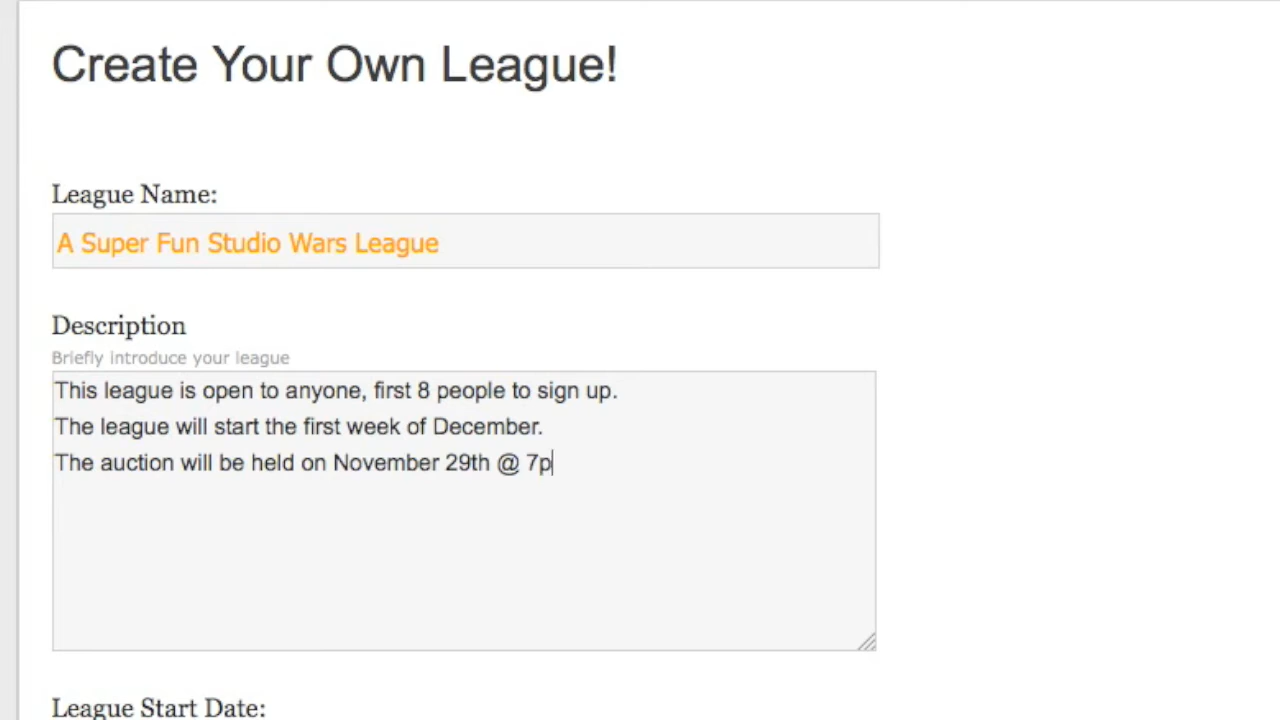 Create Your Own League!
League Name:
A Super Fun Studio Wars League
Description
Briefly introduce your league
This league is open to anyone, first 8 people to sign up.
The league will start the first week of December.
The auction will be held on November 29th @ 7p
League Start Date: